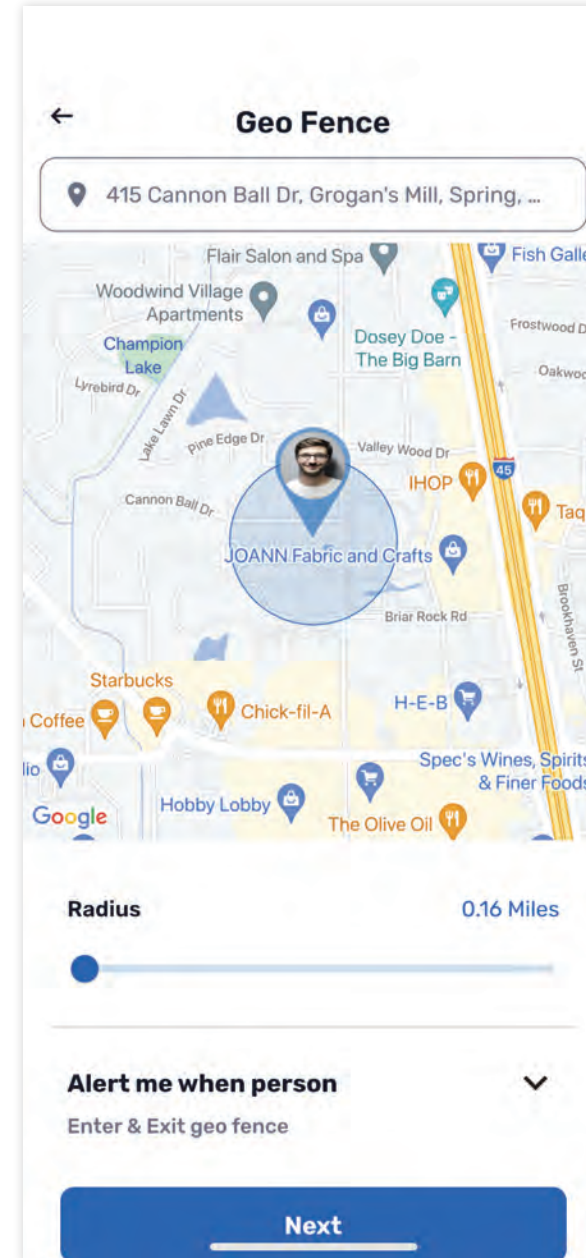 Geo Fence
415 Cannon Ball Dr, Grogan's Mill, Spring, ...
Flair Salon and Spa
Fish Galle
Woodwind Village
Apartments
Frostwood D
Champion
Lake
Dosey Doe -
The Big Barn
Oakwoo
Lyrebird Dr
Lake Lawn Dr
Pine Edge Dr
Valley Wood Dr
45
IHOP
Cannon Ball Dr
Taq
JOANN Fabric and Crafts
Brookhaven St
Briar Rock Rd
Starbucks
H-E-B
Chick-fil-A
Coffee
Spec's Wines, Spirits
& Finer Foods
lio
Hobby Lobby
Google
The Olive Oil
Radius
0.16 Miles
Alert me when person
Enter & Exit geo fence
Next